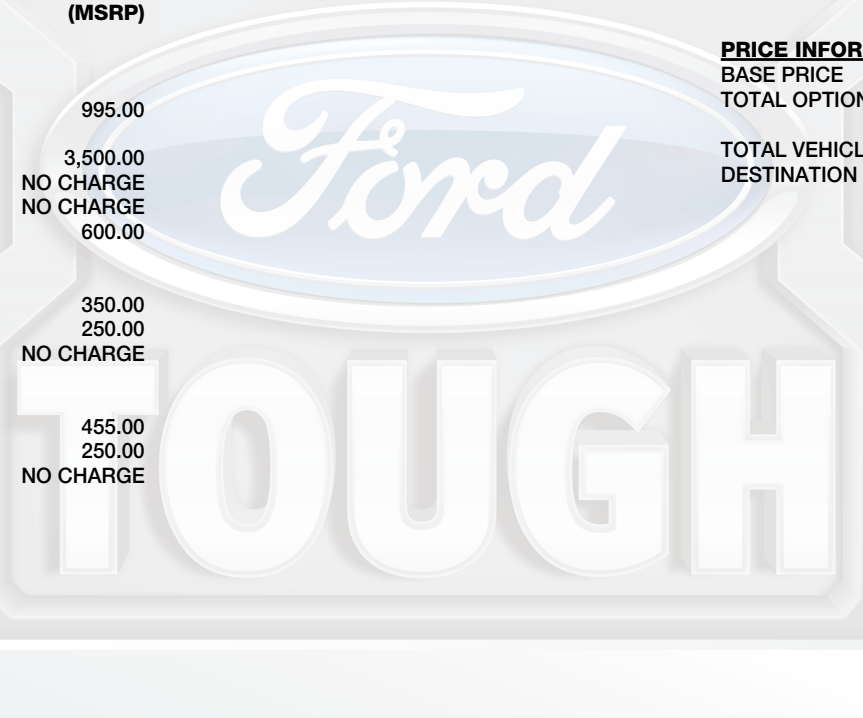 (MSRP)
995.00
3,500.00
NO CHARGE
NO CHARGE
600.00
350.00
250.00
NO CHARGE
455.00
250.00
NO CHARGE
PRICE INFOR
BASE PRICE
TOTAL OPTION
TOTAL VEHICL
DESTINATION
Ford
TOUGH